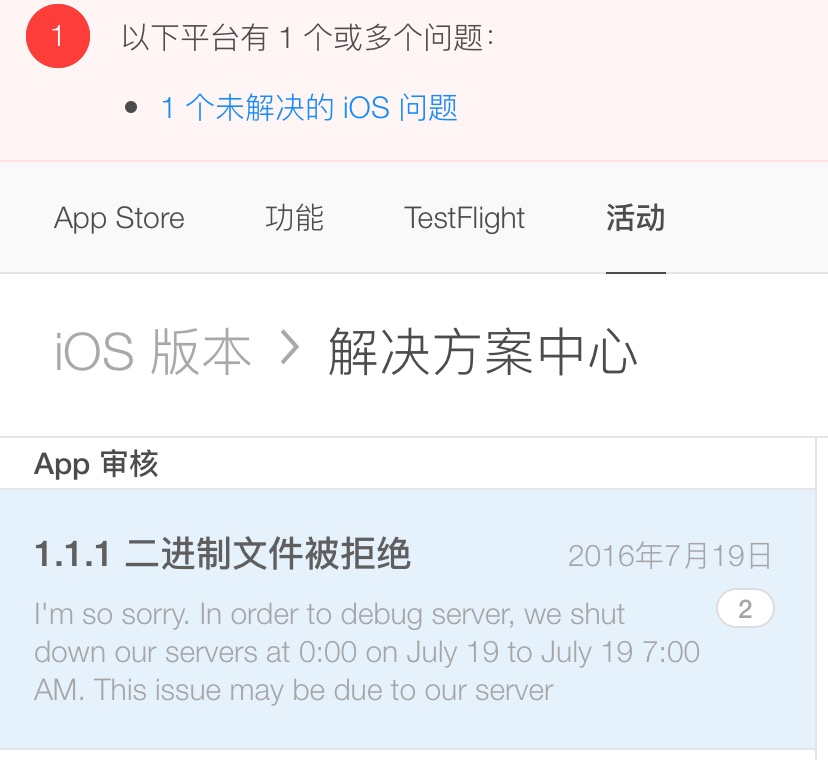 1
以下平台有 1 个或多个问题：
• 1 个未解决的 iOS 问题
App Store 功能 TestFlight 活动
iOS 版本 > 解决方案中心
App 审核
1.1.1 二进制文件被拒绝 2016年7月19日
I'm so sorry. In order to debug server, we shut 2
down our servers at 0:00 on July 19 to July 19 7:00
AM. This issue may be due to our server